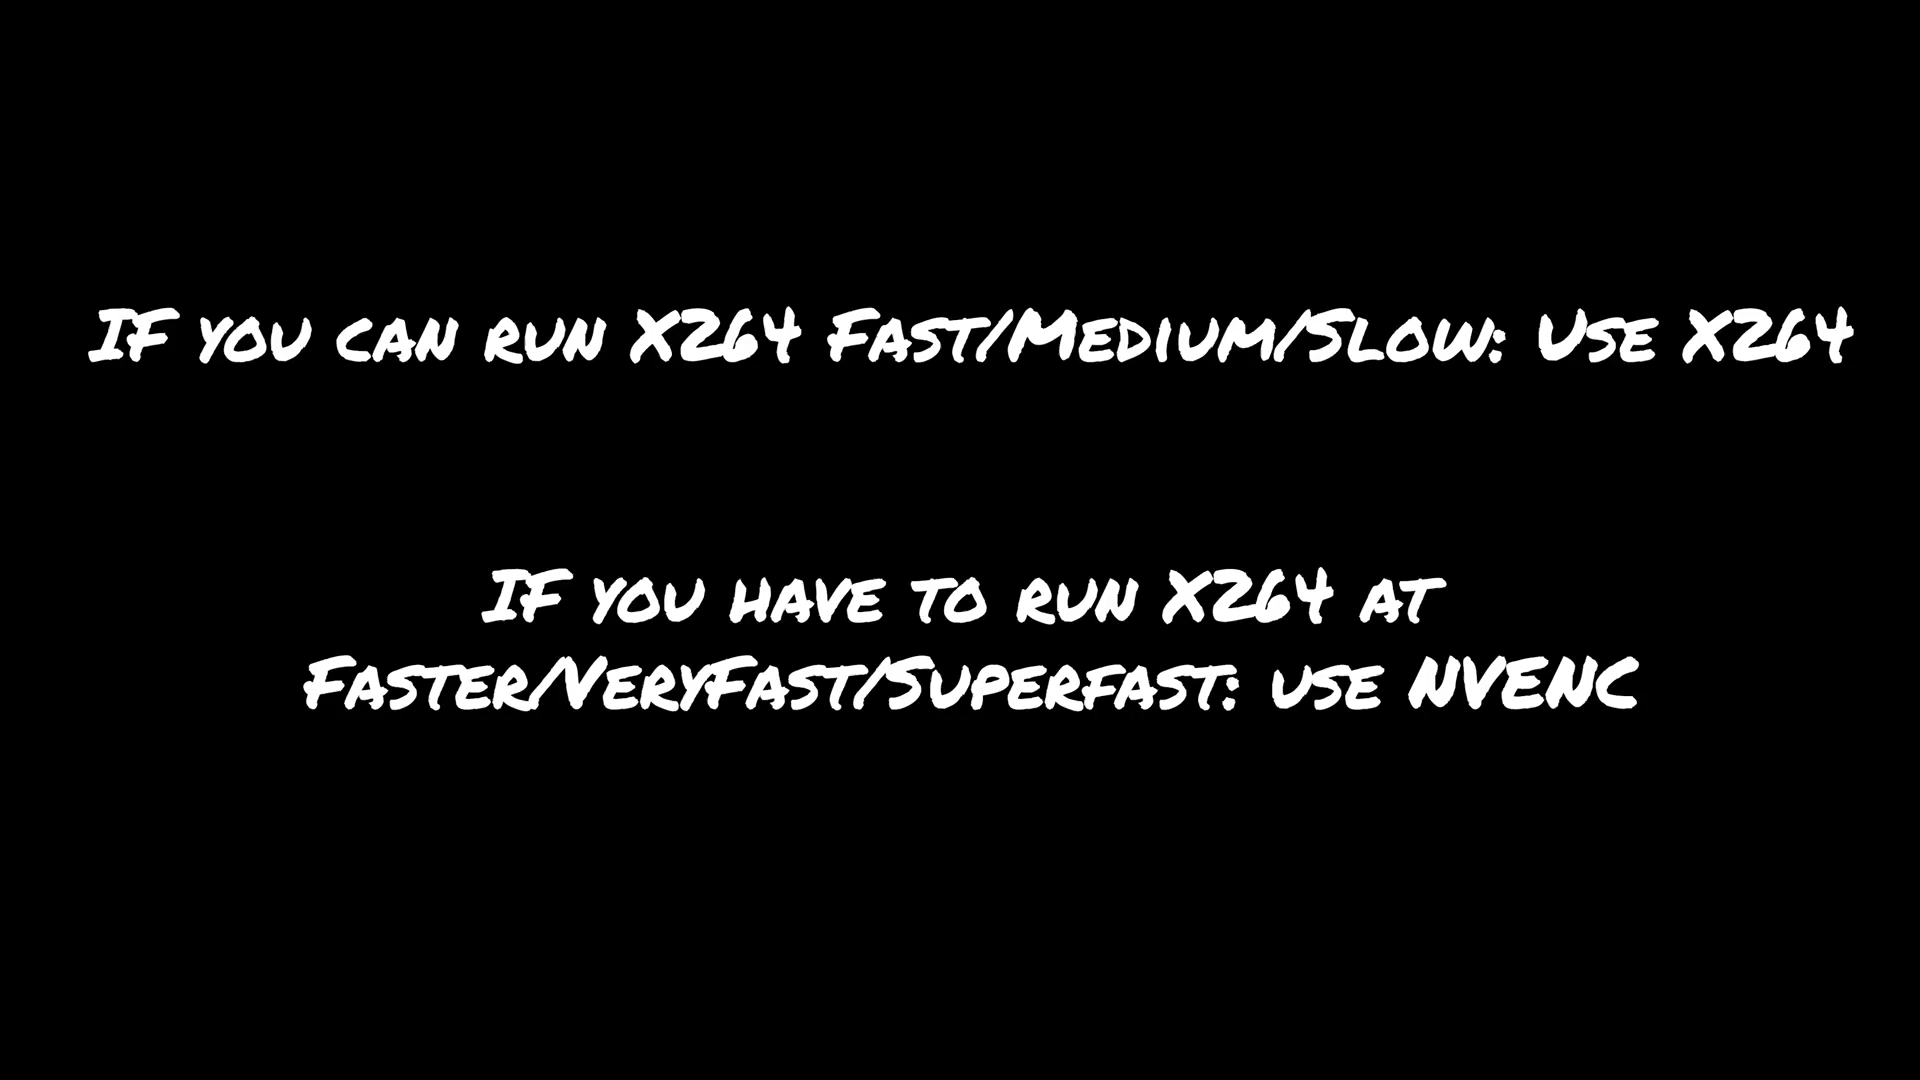 If you can run X264 Fast/Medium/Slow: Use X264
If you have to run X264 at
Faster/VeryFast/Superfast: use NVENC